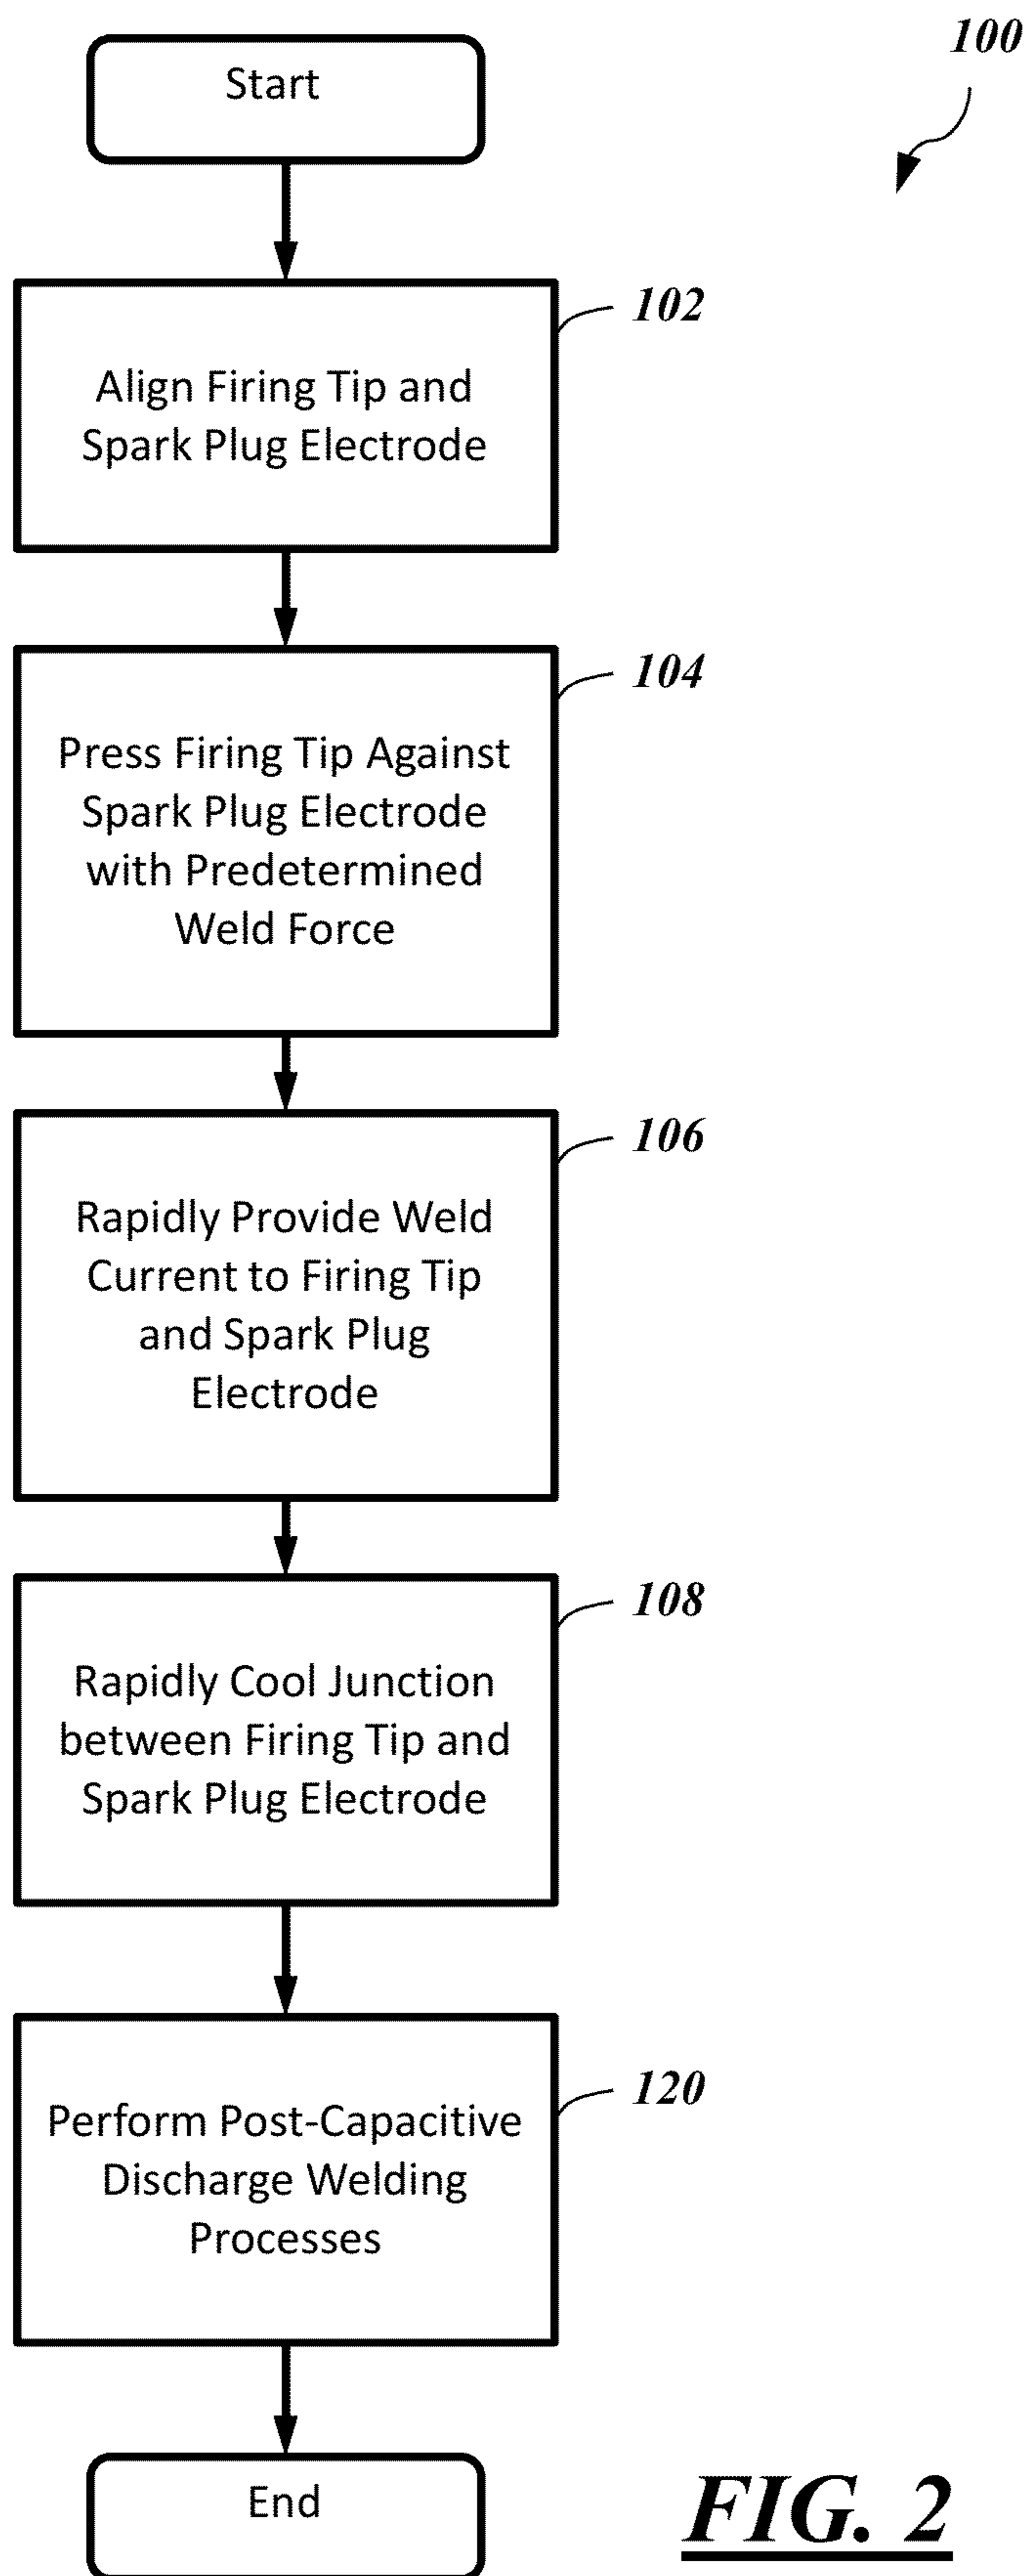 100
Start
102
Align Firing Tip and
Spark Plug Electrode
104
Press Firing Tip Against
Spark Plug Electrode
with Predetermined
Weld Force
106
Rapidly Provide Weld
Current to Firing Tip
and Spark Plug
Electrode
108
Rapidly Cool Junction
between Firing Tip and
Spark Plug Electrode
120
Perform Post-Capacitive
Discharge Welding
Processes
End
FIG. 2